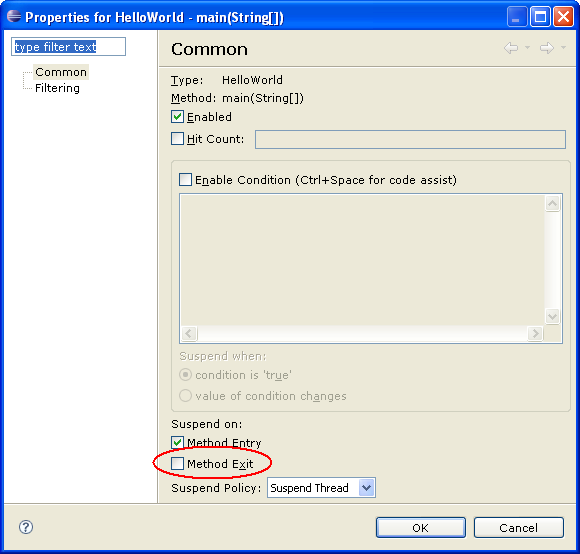 Properties for HelloWorld - main(String[])
type filter text
Common
Filtering
Common
Type: HelloWorld
Method: main(String[])
Enabled
Hit Count:
Enable Condition (Ctrl+Space for code assist)
Suspend when:
condition is 'true'
value of condition changes
Suspend on:
Method Entry
Method Exit
Suspend Policy: Suspend Thread
?
OK Cancel